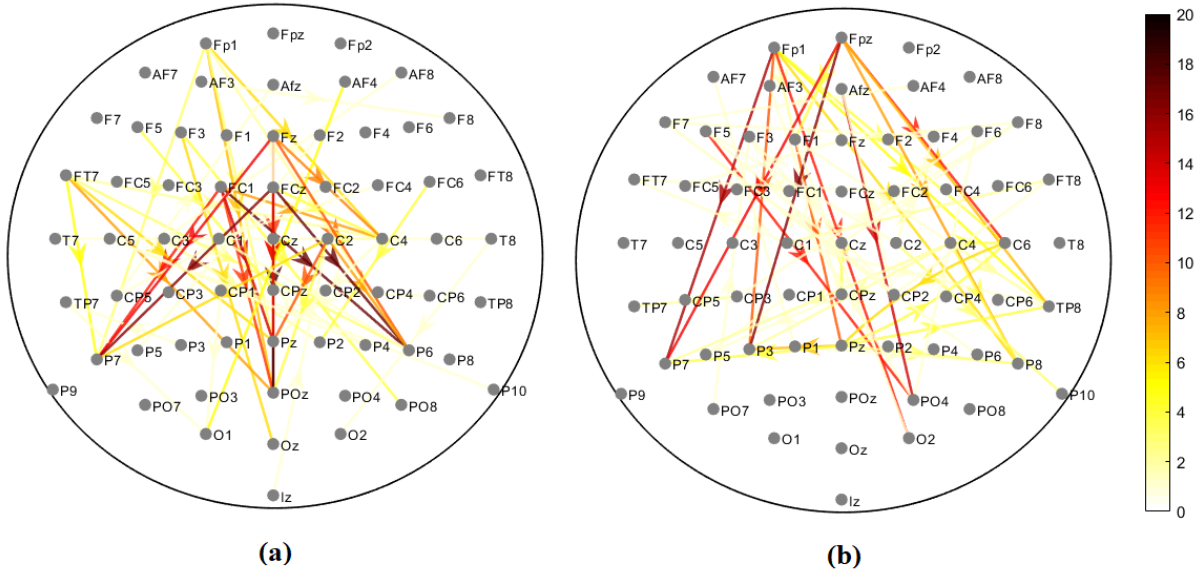 Fp1 Fpz Fp2
AF7 AF3 Afz AF4 AF8
F7 F5 F3 F1 Fz F2 F4 F6 F8
FT7 FC5 FC3 FC1 FCz FC2 FC4 FC6 FT8
T7 C5 C3 C1 Cz C2 C4 C6 T8
TP7 CP5 CP3 CP1 CPz CP2 CP4 CP6 TP8
P7 P5 P3 P1 Pz P2 P4 P6 P8
P9 PO7 PO3 POz PO4 PO8 P10
O1 Oz O2
Iz
(a)
Fp1 Fpz Fp2
AF7 AF3 Afz AF4 AF8
F7 F5 F3 F1 Fz F2 F4 F6 F8
FT7 FC5 FC3 FC1 FCz FC2 FC4 FC6 FT8
T7 C5 C3 C1 Cz C2 C4 C6 T8
TP7 CP5 CP3 CP1 CPz CP2 CP4 CP6 TP8
P7 P5 P3 P1 Pz P2 P4 P6 P8
P9 PO7 PO3 POz PO4 PO8 P10
O1 Oz O2
Iz
(b)
20
18
16
14
12
10
8
6
4
2
0